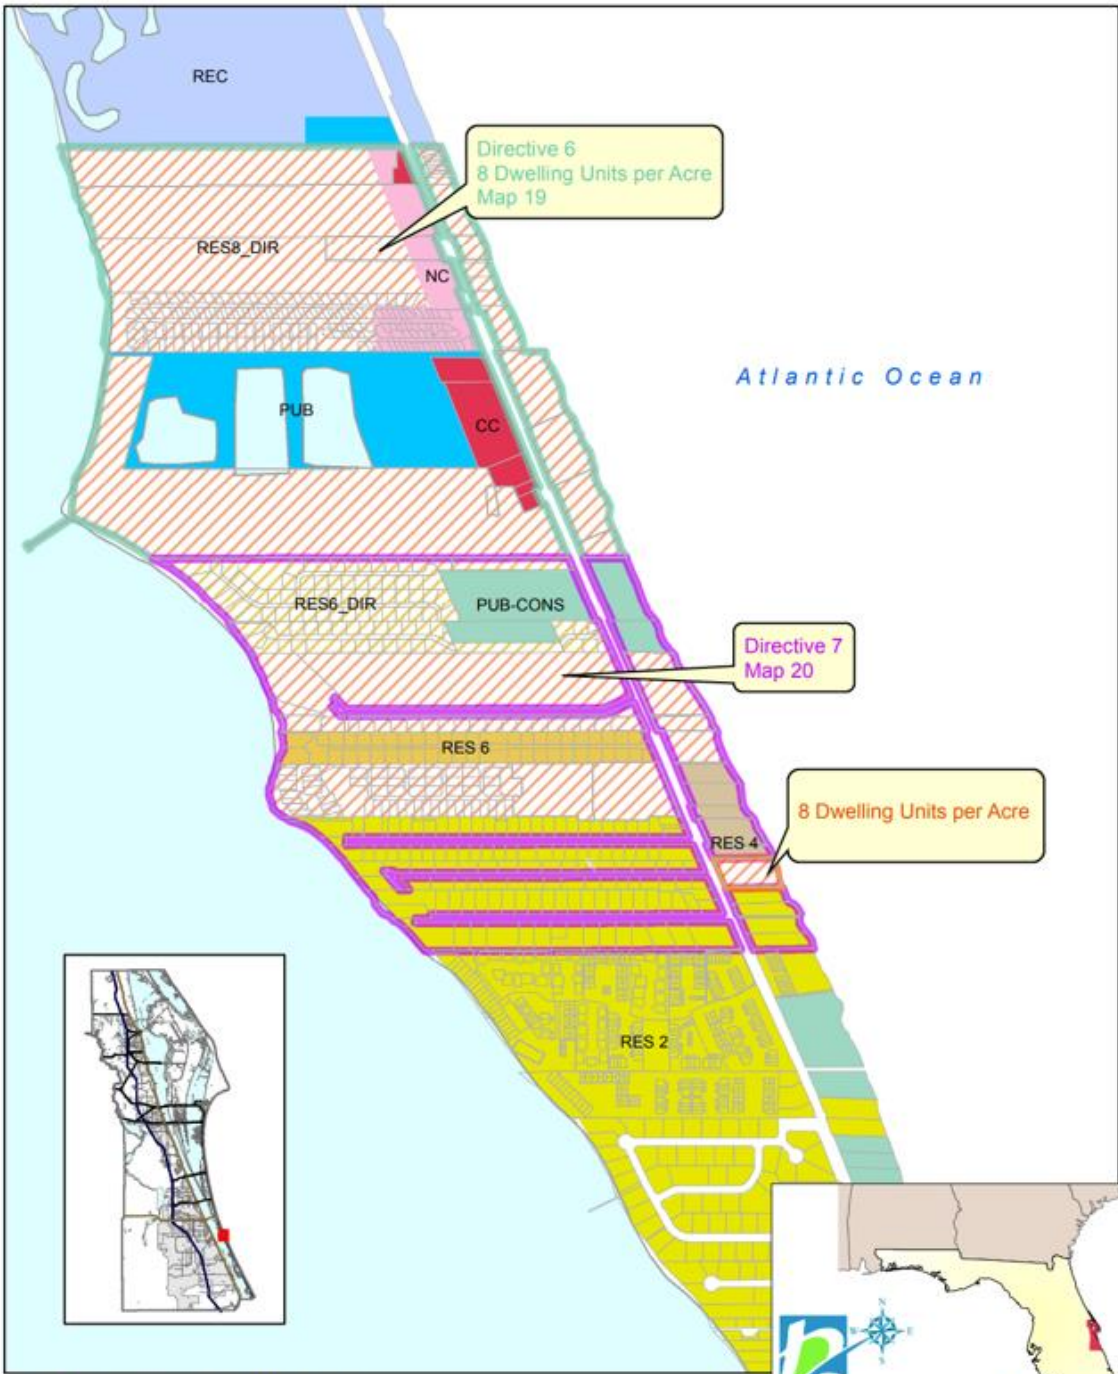 REC
Directive 6
8 Dwelling Units per Acre
Map 19
RES8_DIR
NC
Atlantic Ocean
PUB
CC
RES6_DIR
PUB-CONS
Directive 7
Map 20
RES 6
8 Dwelling Units per Acre
RES 4
RES 2
N
W
E
S